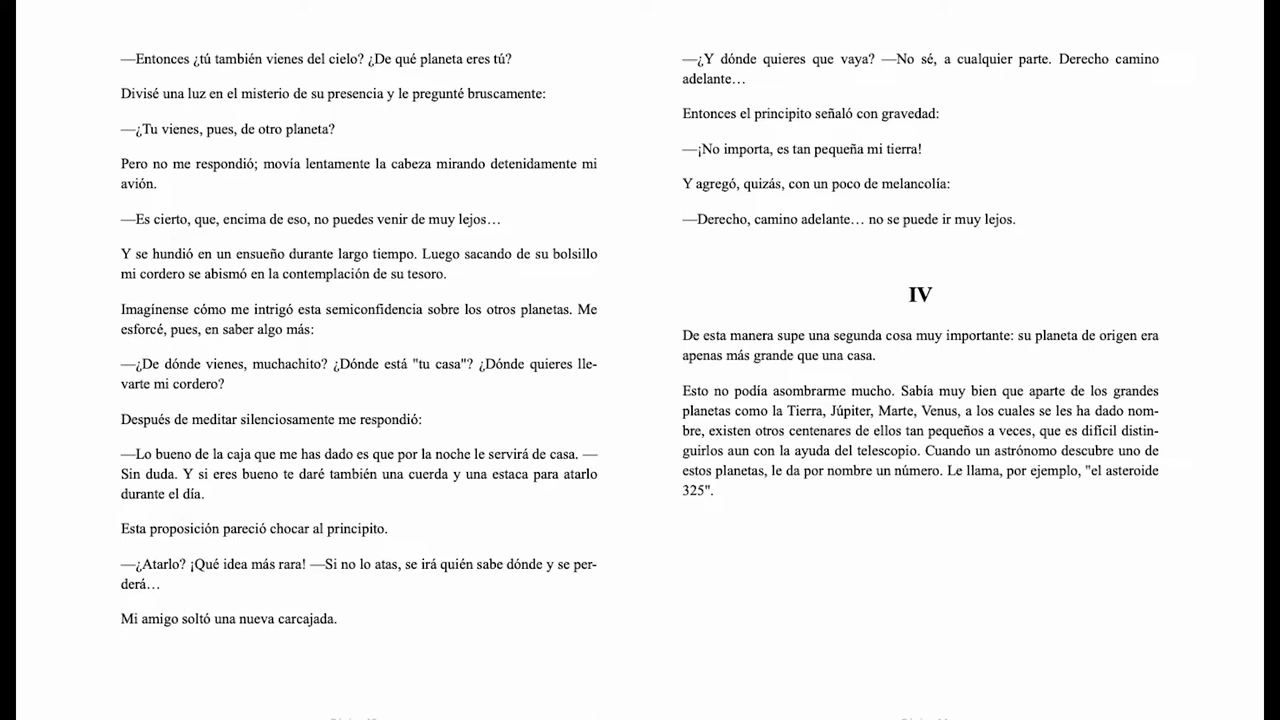 —Entonces ¿tú también vienes del cielo? ¿De qué planeta eres tú?
Divisé una luz en el misterio de su presencia y le pregunté bruscamente:
—¿Tu vienes, pues, de otro planeta?
Pero no me respondió; movía lentamente la cabeza mirando detenidamente mi
avión.
—Es cierto, que, encima de eso, no puedes venir de muy lejos…
Y se hundió en un ensueño durante largo tiempo. Luego sacando de su bolsillo
mi cordero se abismó en la contemplación de su tesoro.
Imagínense cómo me intrigó esta semiconfidencia sobre los otros planetas. Me
esforcé, pues, en saber algo más:
—¿De dónde vienes, muchachito? ¿Dónde está "tu casa"? ¿Dónde quieres lle-
varte mi cordero?
Después de meditar silenciosamente me respondió:
—Lo bueno de la caja que me has dado es que por la noche le servirá de casa. —
Sin duda. Y si eres bueno te daré también una cuerda y una estaca para atarlo
durante el día.
Esta proposición pareció chocar al principito.
—¿Atarlo? ¡Qué idea más rara! —Si no lo atas, se irá quién sabe dónde y se per-
derá…
Mi amigo soltó una nueva carcajada.
—¿Y dónde quieres que vaya? —No sé, a cualquier parte. Derecho camino
adelante…
Entonces el principito señaló con gravedad:
—¡No importa, es tan pequeña mi tierra!
Y agregó, quizás, con un poco de melancolía:
—Derecho, camino adelante… no se puede ir muy lejos.
IV
De esta manera supe una segunda cosa muy importante: su planeta de origen era
apenas más grande que una casa.
Esto no podía asombrarme mucho. Sabía muy bien que aparte de los grandes
planetas como la Tierra, Júpiter, Marte, Venus, a los cuales se les ha dado nom-
bre, existen otros centenares de ellos tan pequeños a veces, que es difícil distin-
guirlos aun con la ayuda del telescopio. Cuando un astrónomo descubre uno de
estos planetas, le da por nombre un número. Le llama, por ejemplo, "el asteroide
325".